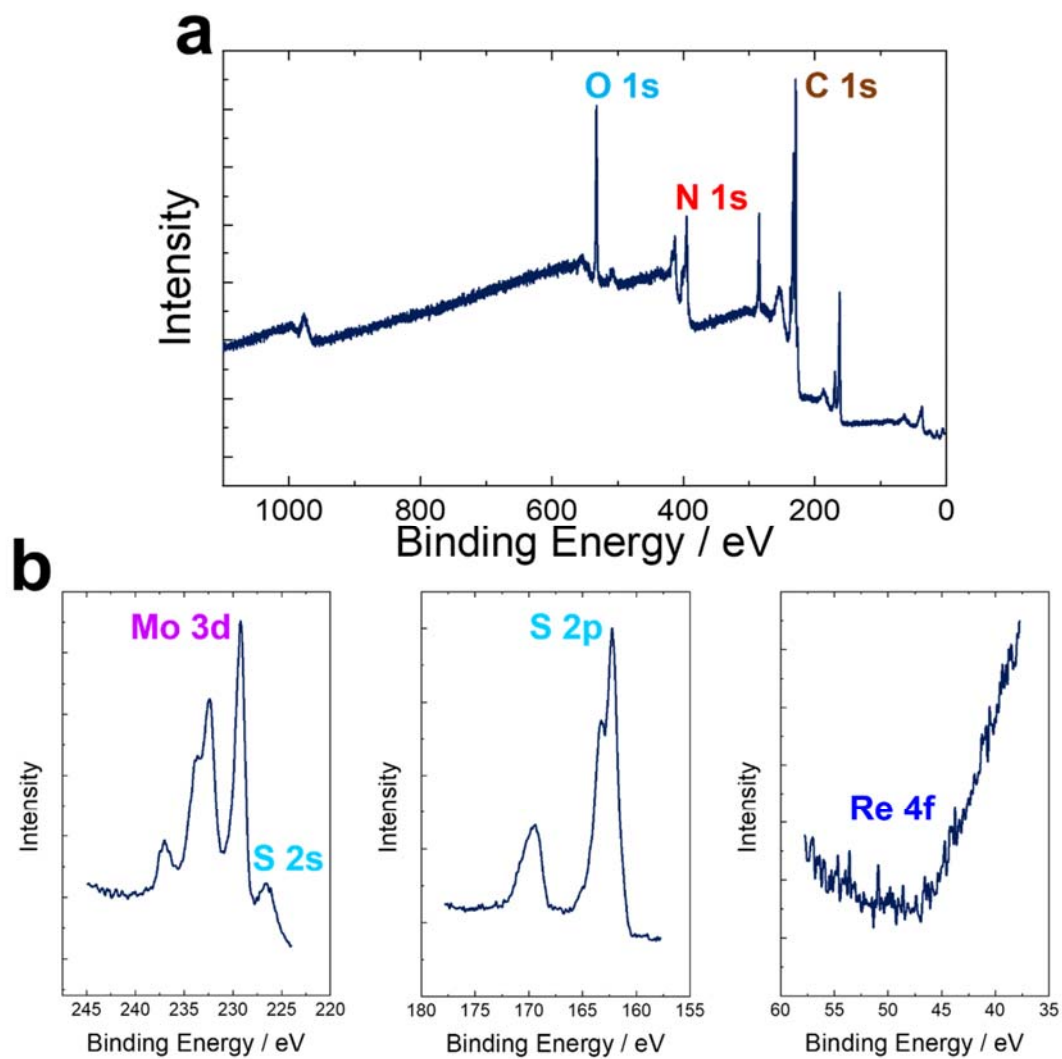 a
O 1s
C 1s
N 1s
Intensity
1000 800 600 400 200 0
Binding Energy / eV
b
Mo 3d
S 2s
Intensity
245 240 235 230 225 220
Binding Energy / eV
S 2p
Intensity
180 175 170 165 160 155
Binding Energy / eV
Re 4f
Intensity
60 55 50 45 40 35
Binding Energy / eV